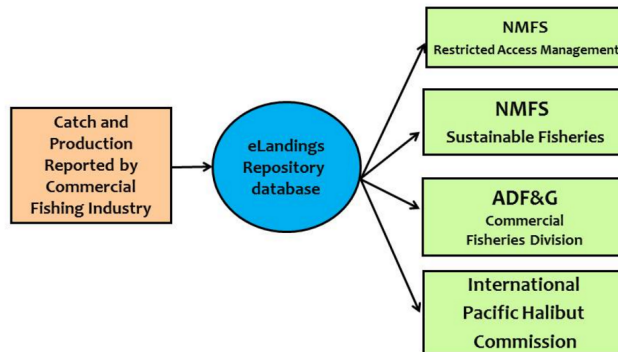 Catch and
Production
Reported by
Commercial
Fishing Industry
eLandings
Repository
database
NMFS
Restricted Access Management
NMFS
Sustainable Fisheries
ADF&G
Commercial
Fisheries Division
International
Pacific Halibut
Commission